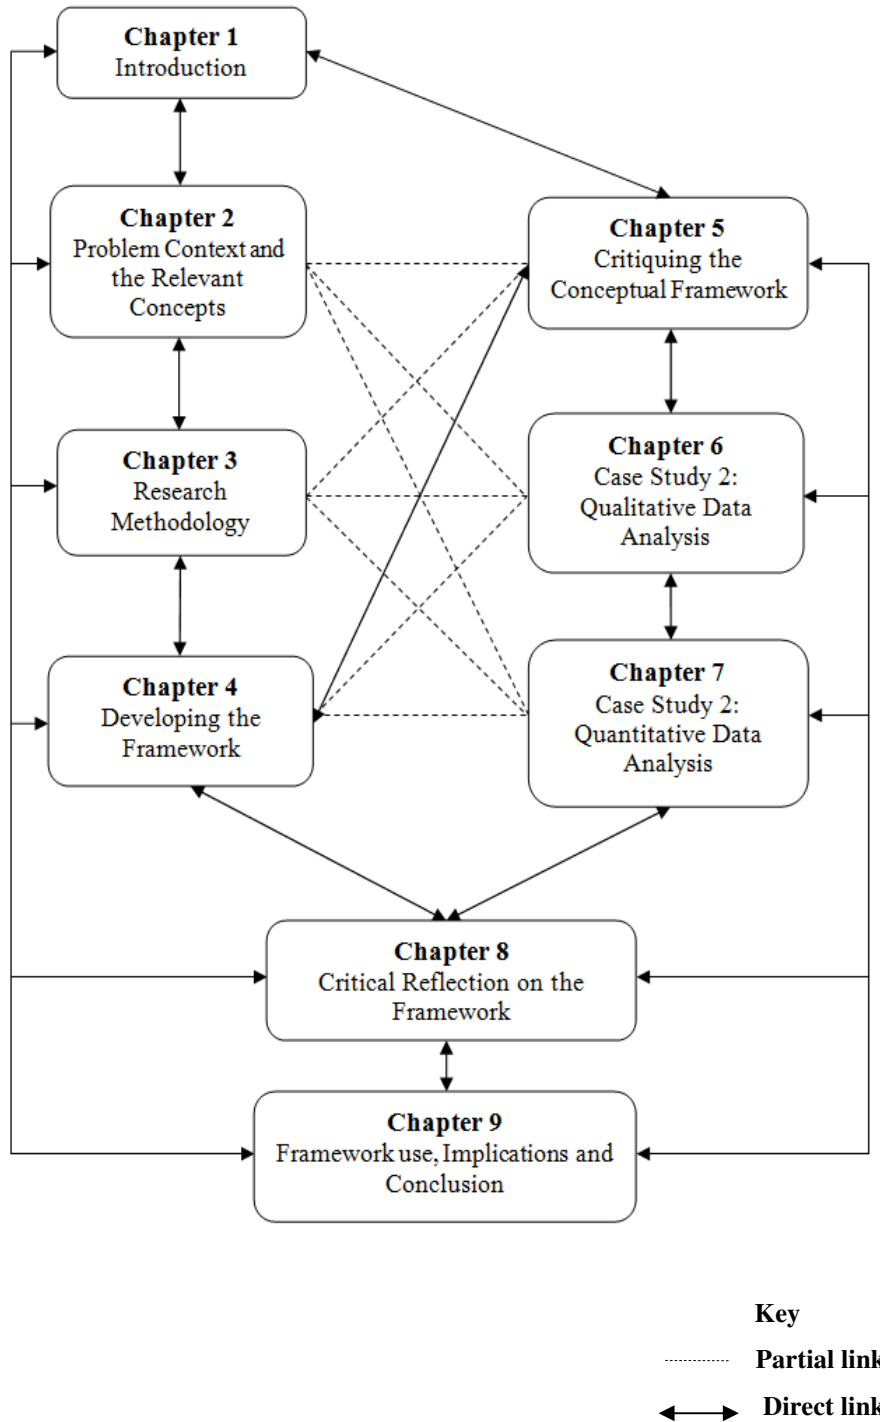 Chapter 1
Introduction
Chapter 2
Problem Context and
the Relevant
Concepts
Chapter 3
Research
Methodology
Chapter 4
Developing the
Framework
Chapter 5
Critiquing the
Conceptual Framework
Chapter 6
Case Study 2:
Qualitative Data
Analysis
Chapter 7
Case Study 2:
Quantitative Data
Analysis
Chapter 8
Critical Reflection on the
Framework
Chapter 9
Framework use, Implications and
Conclusion
Key
Partial link
Direct link